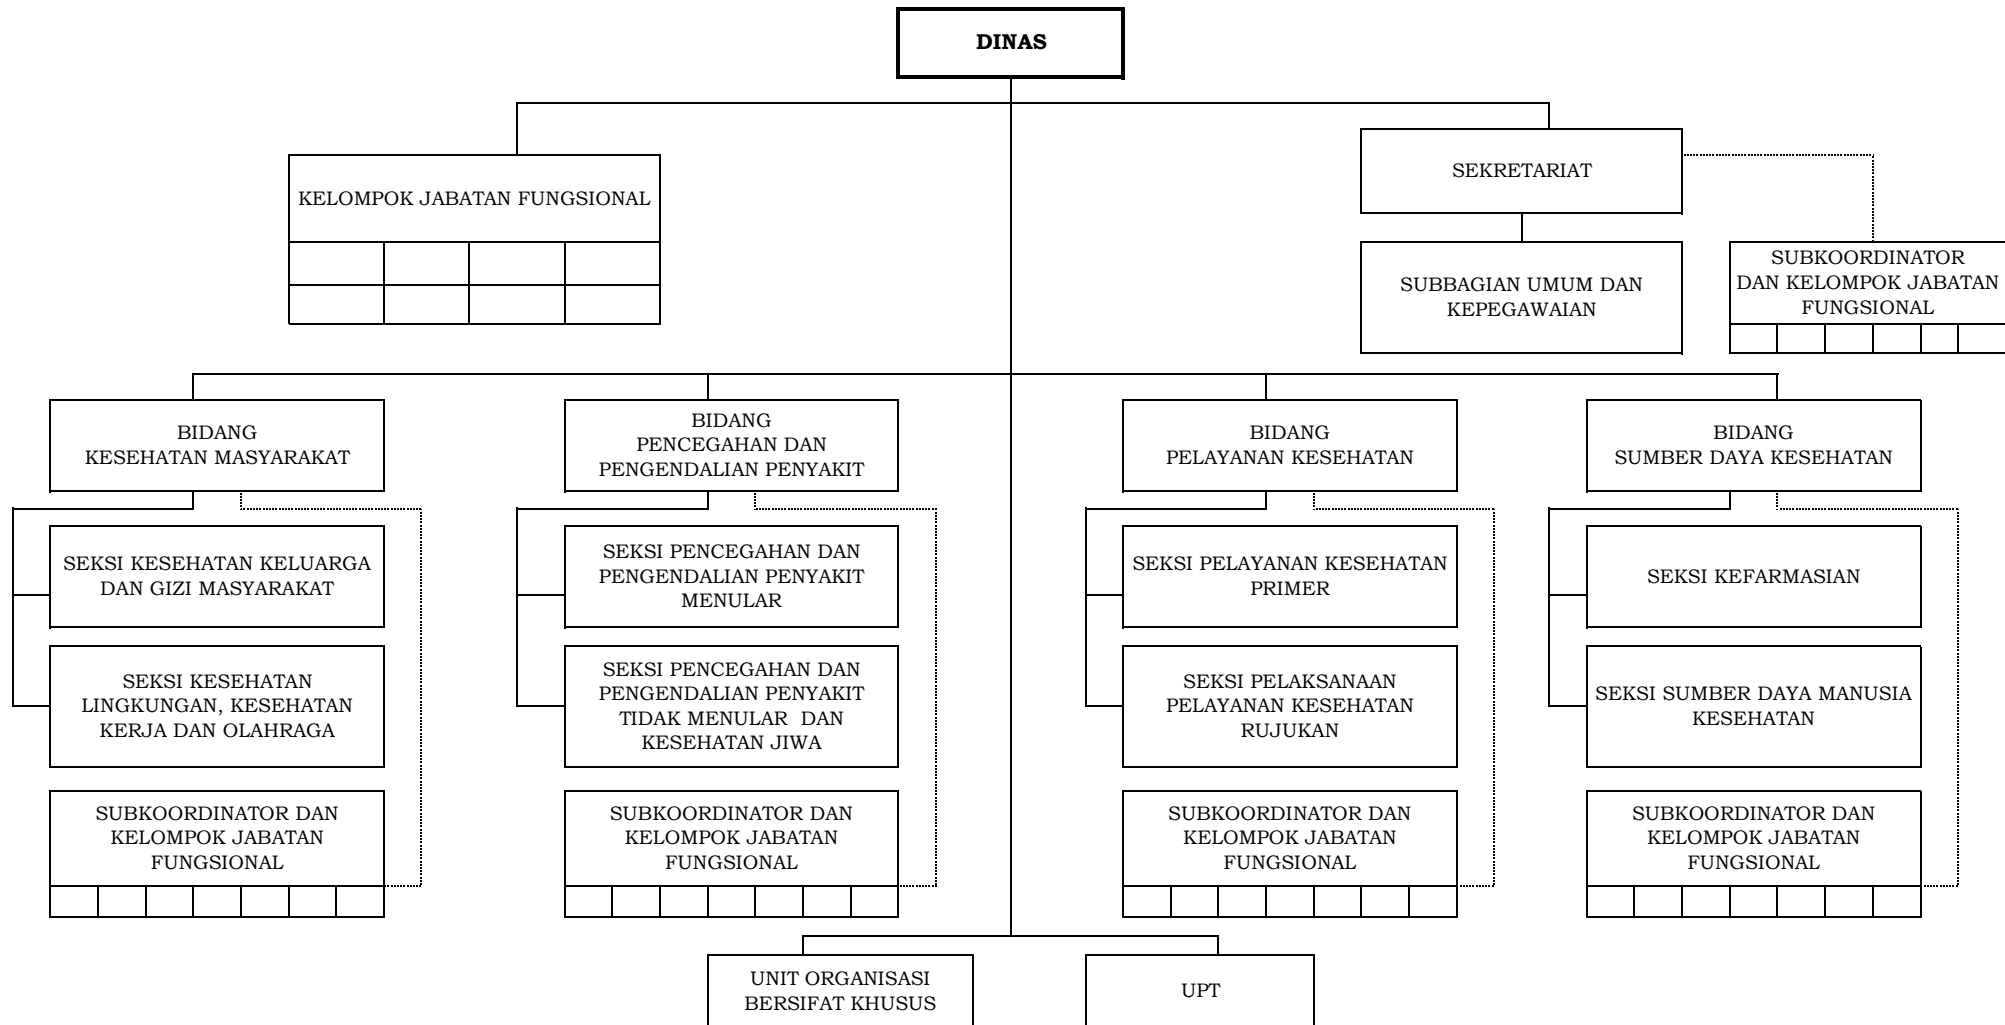 DINAS
KELOMPOK JABATAN FUNGSIONAL
SEKRETARIAT
SUBBAGIAN UMUM DAN
KEPEGAWAIAN
SUBKOORDINATOR
DAN KELOMPOK JABATAN
FUNGSIONAL
BIDANG
KESEHATAN MASYARAKAT
BIDANG
PENCEGAHAN DAN
PENGENDALIAN PENYAKIT
BIDANG
PELAYANAN KESEHATAN
BIDANG
SUMBER DAYA KESEHATAN
SEKSI KESEHATAN KELUARGA
DAN GIZI MASYARAKAT
SEKSI PENCEGAHAN DAN
PENGENDALIAN PENYAKIT
MENULAR
SEKSI PELAYANAN KESEHATAN
PRIMER
SEKSI KEFARMASIAN
SEKSI KESEHATAN
LINGKUNGAN, KESEHATAN
KERJA DAN OLAHRAGA
SEKSI PENCEGAHAN DAN
PENGENDALIAN PENYAKIT
TIDAK MENULAR  DAN
KESEHATAN JIWA
SEKSI PELAKSANAAN
PELAYANAN KESEHATAN
RUJUKAN
SEKSI SUMBER DAYA MANUSIA
KESEHATAN
SUBKOORDINATOR DAN
KELOMPOK JABATAN
FUNGSIONAL
SUBKOORDINATOR DAN
KELOMPOK JABATAN
FUNGSIONAL
SUBKOORDINATOR DAN
KELOMPOK JABATAN
FUNGSIONAL
SUBKOORDINATOR DAN
KELOMPOK JABATAN
FUNGSIONAL
UNIT ORGANISASI
BERSIFAT KHUSUS
UPT